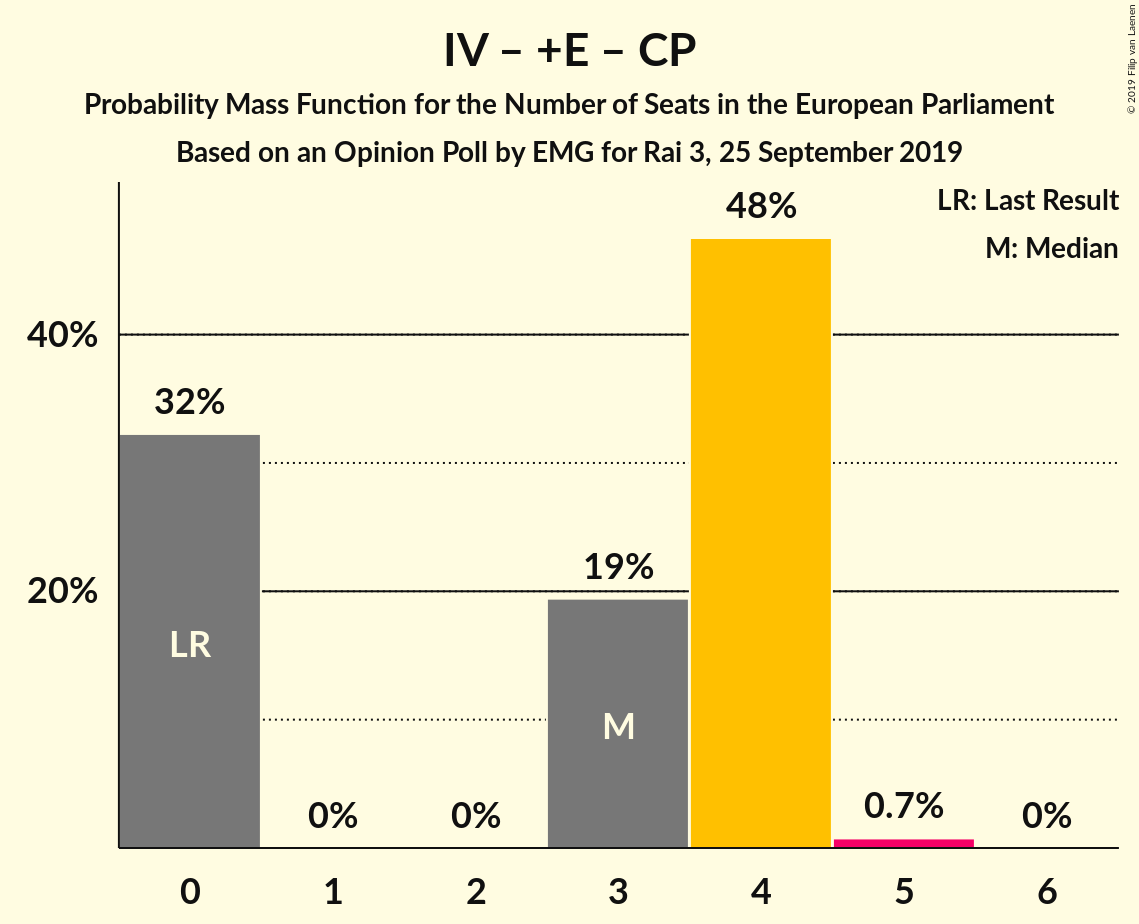 IV – +E – CP
Probability Mass Function for the Number of Seats in the European Parliament
Based on an Opinion Poll by EMG for Rai 3, 25 September 2019
© 2019 Filip van Laenen
LR: Last Result
M: Median
48%
40%
32%
19%
20%
LR
M
0%
0%
0.7%
0%
0
1
2
3
4
5
6